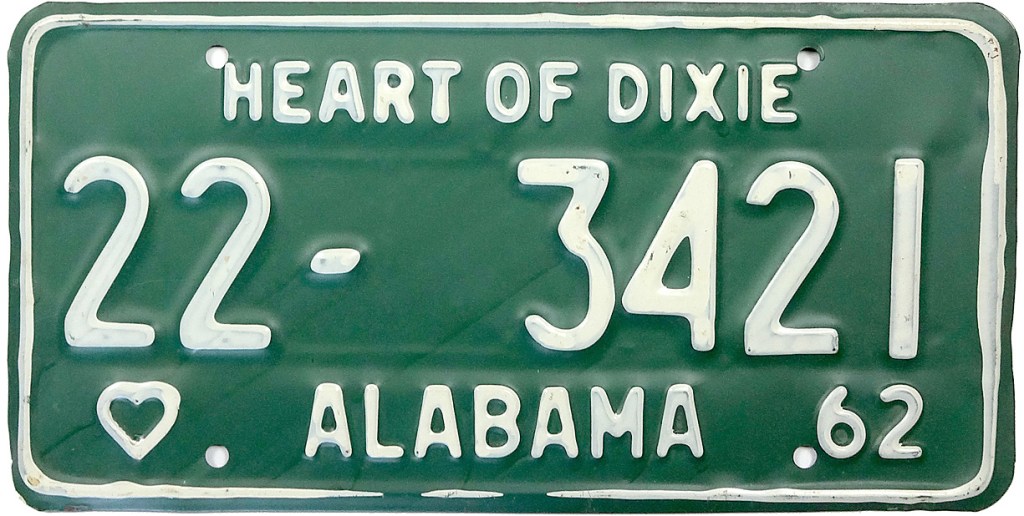 HEART OF DIXIE
22-3421
ALABAMA 62